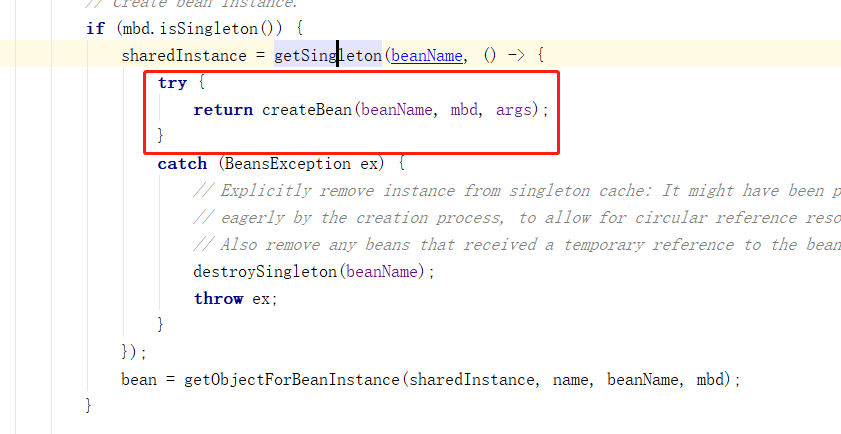 // Create bean instance.
if (mbd.isSingleton()) {
sharedInstance = getSingleton(beanName, () -> {
try {
return createBean(beanName, mbd, args);
}
catch (BeansException ex) {
// Explicitly remove instance from singleton cache: It might have been p
// eagerly by the creation process, to allow for circular reference reso
// Also remove any beans that received a temporary reference to the bean
destroySingleton(beanName);
throw ex;
}
});
bean = getObjectForBeanInstance(sharedInstance, name, beanName, mbd);
}